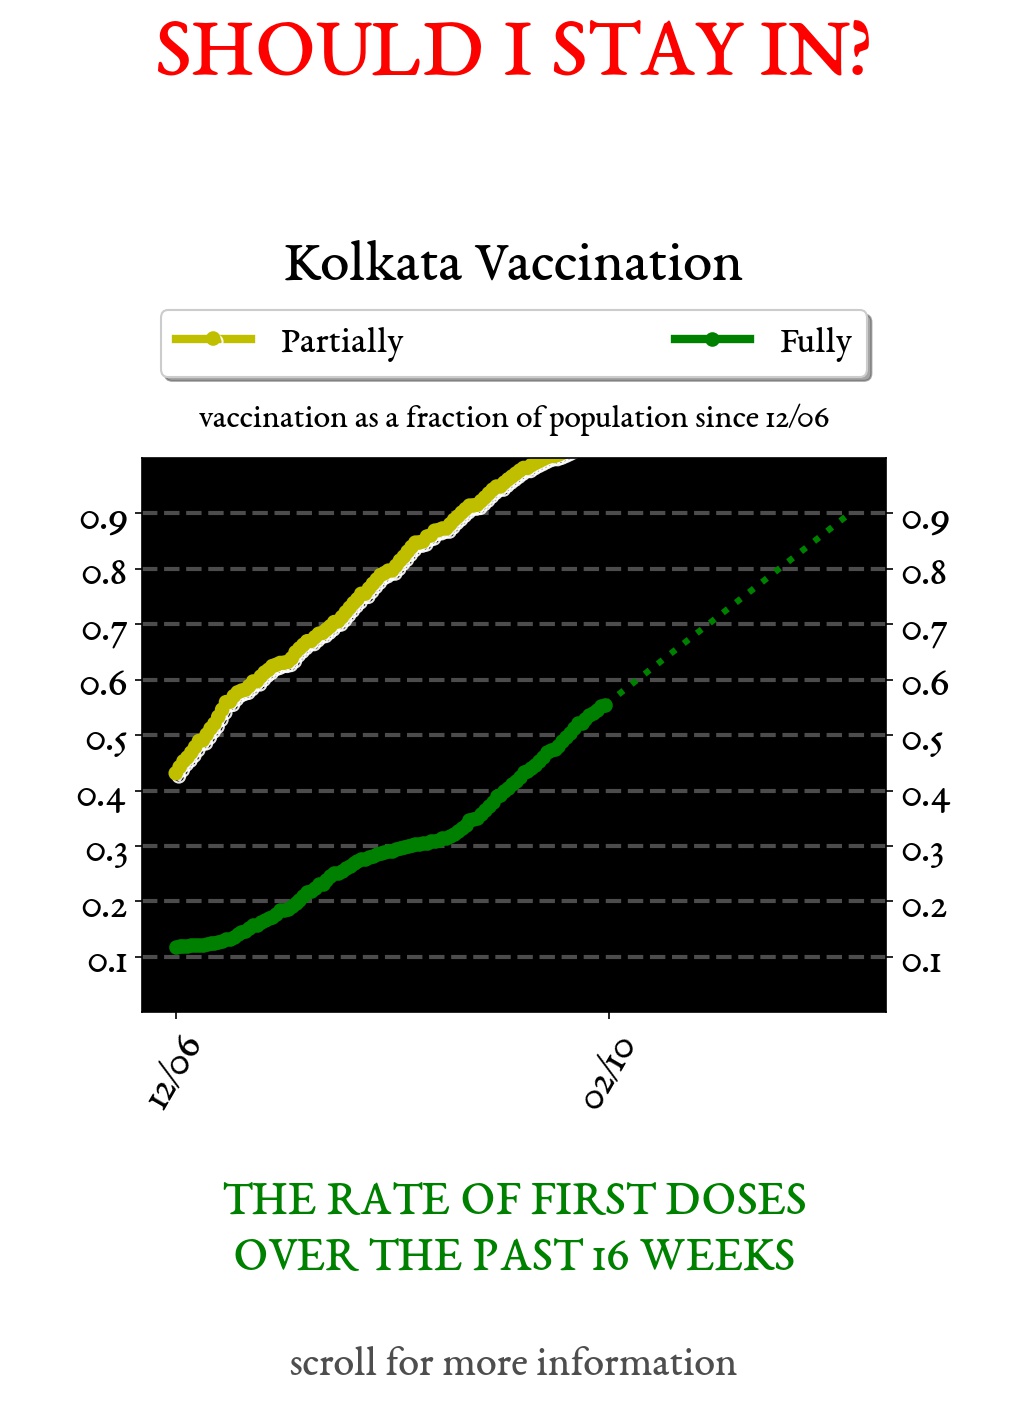 SHOULD I STAY IN?
Kolkata Vaccination
Partially
Fully
vaccination as a fraction of population since 12/06
0.9 0.9
0.8 0.8
0.7 0.7
0.6 0.6
0.5 0.5
0.4 0.4
0.3 0.3
0.2 0.2
0.1 0.1
12/06 02/10
THE RATE OF FIRST DOSES
OVER THE PAST 16 WEEKS
scroll for more information